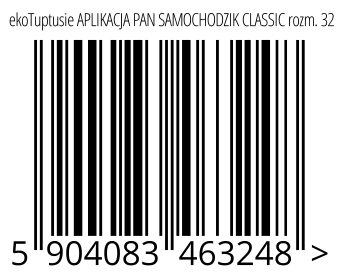 ekoTuptusie APLIKACJA PAN SAMOCHODZIK CLASSIC rozm. 32
5 904083 463248 >